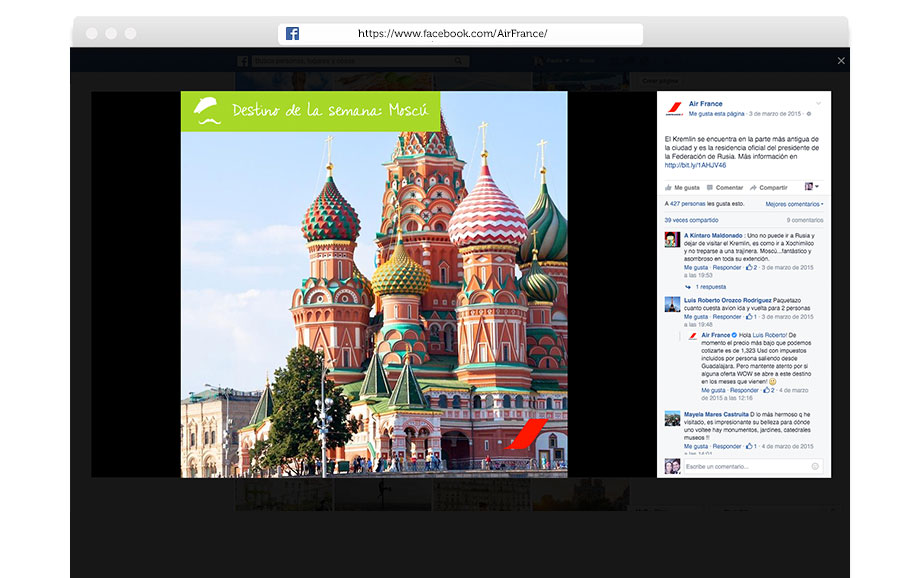 https://www.facebook.com/AirFrance/
Busca personas, lugares y cosas
Crear página
Destino de la semana: Moscú
Air France
Me gusta esta página · 3 de marzo de 2015 ·
El Kremlin se encuentra en la parte más antigua de
la ciudad y es la residencia oficial del presidente de
la Federación de Rusia. Más información en
http://bit.ly/1AHJV46
Me gusta Comentar Compartir
A 427 personas les gusta esto. Mejores comentarios
39 veces compartido 9 comentarios
A Kintaro Maldonado : Uno no puede ir a Rusia y
dejar de visitar el Kremlin, es como ir a Xochimilco
y no treparse a una trajinera. Moscú...fantástico y
asombroso en toda su extención.
Me gusta · Responder · 2 · 3 de marzo de 2015
a las 19:53
1 respuesta
Luis Roberto Orozco Rodriguez Paquetazo
cuanto cuesta avion ida y vuelta para 2 personas
Me gusta · Responder · 1 · 3 de marzo de 2015
a las 19:48
Air France Hola Luis Roberto! De
momento el precio más bajo que podemos
cotizarte es de 1,323 Usd con impuestos
incluidos por persona saliendo desde
Guadalajara. Pero mantente atento por si
alguna oferta WOW se abre a este destino
en los meses que vienen!
Me gusta · Responder · 2 · 4 de marzo
de 2015 a las 12:16
Mayela Mares Castruita D lo más hermoso q he
visitado, es impresionante su belleza para dónde
uno voltee hay monumentos, jardines, catedrales
museos !!
Me gusta · Responder · 1 · 4 de marzo de 2015
a las 14:01
Escribe un comentario...